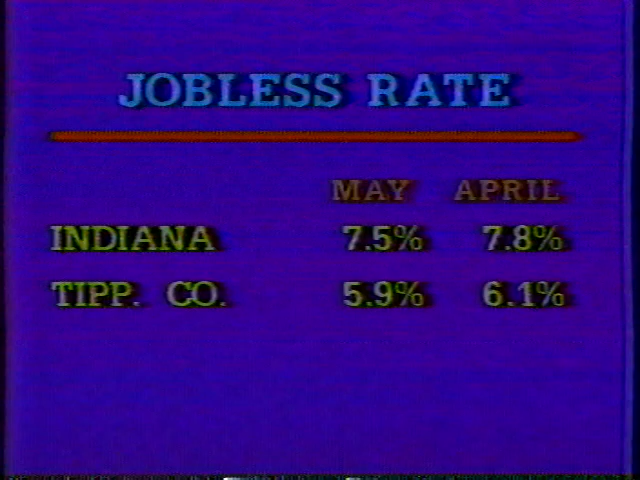 JOBLESS RATE
MAY APRIL
INDIANA 7.5% 7.8%
TIPP. CO. 5.9% 6.1%